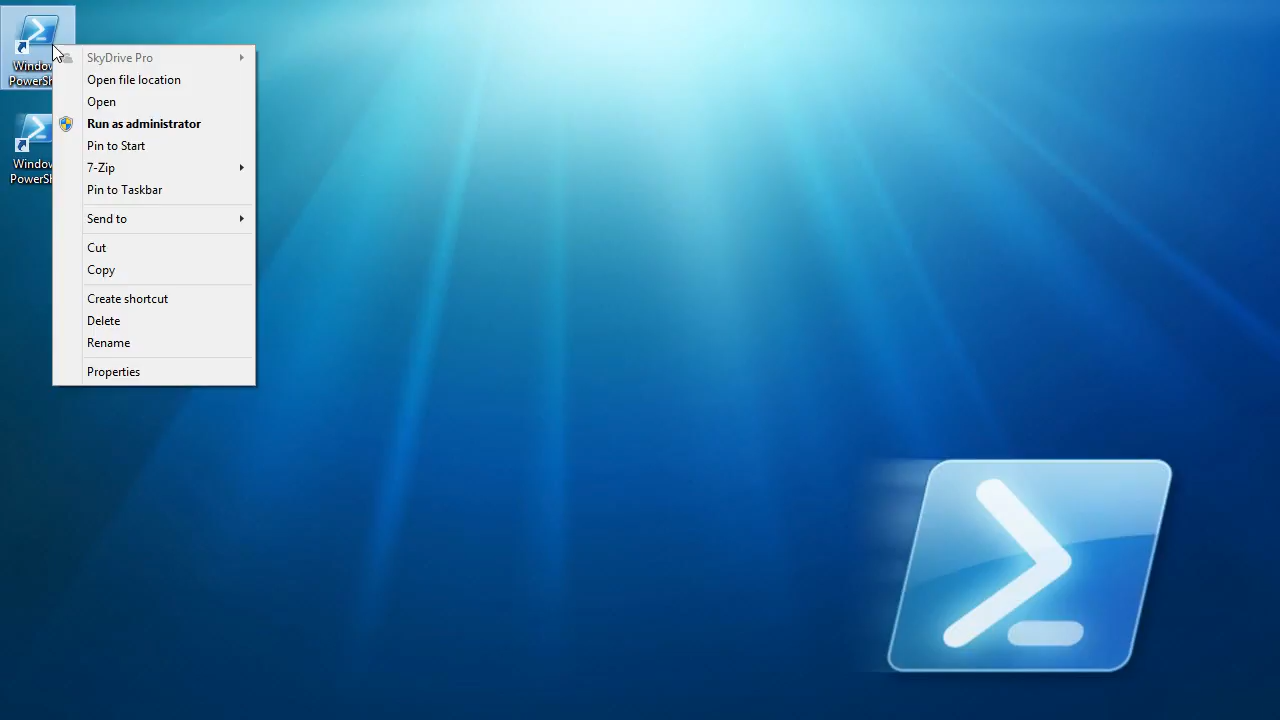 SkyDrive Pro
Open file location
Open
Run as administrator
Pin to Start
7-Zip
Pin to Taskbar
Send to
Cut
Copy
Create shortcut
Delete
Rename
Properties